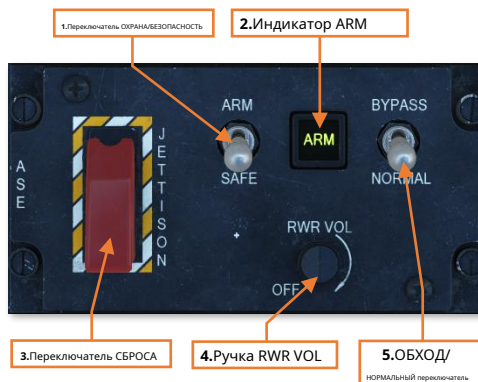 1.Переключатель ОХРАНА/БЕЗОПАСНОСТЬ
2.Индикатор ARM
ARM
BYPASS
ARM
SAFE
NORMAL
ASE
JETTISON
RWR VOL
OFF
3.Переключатель СБРОСА
4.Ручка RWR VOL
5.ОБХОД/
НОРМАЛЬНЫЙ переключатель